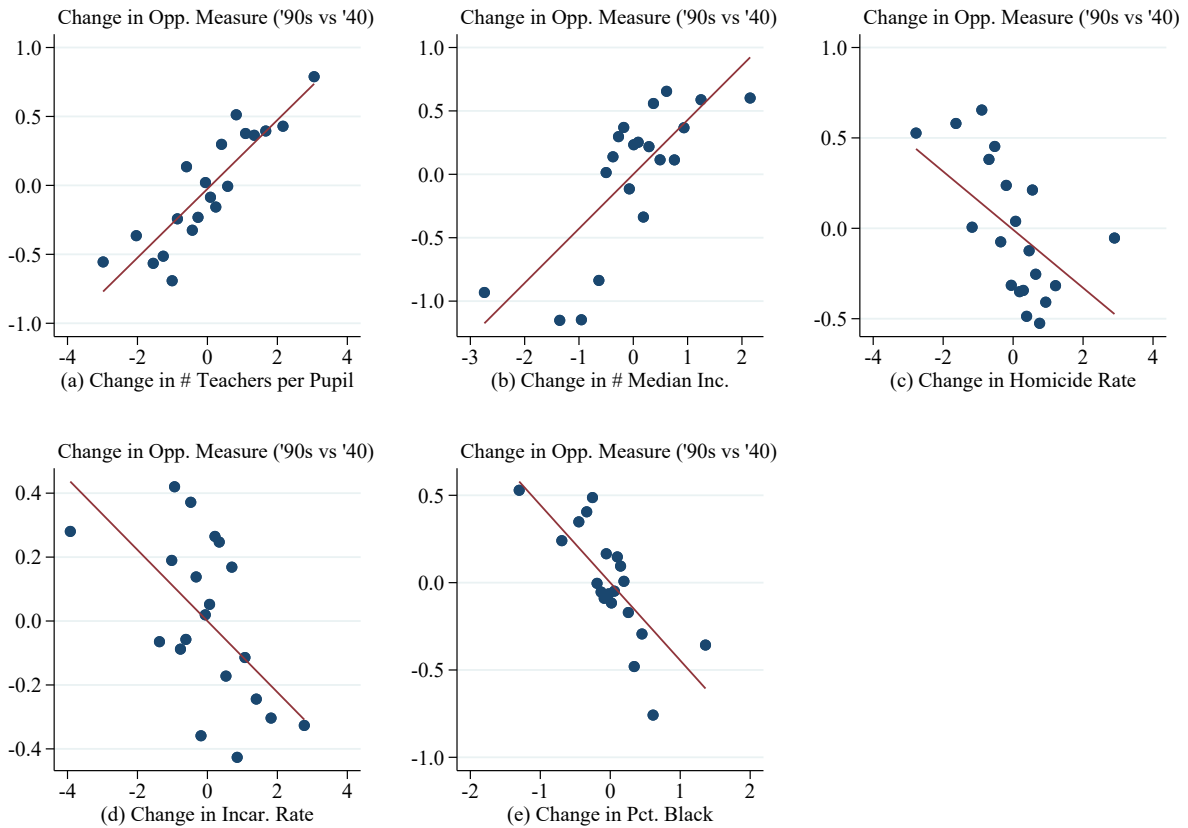 Change in Opp. Measure ('90s vs '40)
1.0
0.5
0.0
-0.5
-1.0
-4 -2 0 2 4
(a) Change in # Teachers per Pupil
Change in Opp. Measure ('90s vs '40)
1.0
0.5
0.0
-0.5
-1.0
-3 -2 -1 0 1 2
(b) Change in # Median Inc.
Change in Opp. Measure ('90s vs '40)
1.0
0.5
0.0
-0.5
-4 -2 0 2 4
(c) Change in Homicide Rate
Change in Opp. Measure ('90s vs '40)
0.4
0.2
0.0
-0.2
-0.4
-4 -2 0 2 4
(d) Change in Incar. Rate
Change in Opp. Measure ('90s vs '40)
0.5
0.0
-0.5
-1.0
-2 -1 0 1 2
(e) Change in Pct. Black